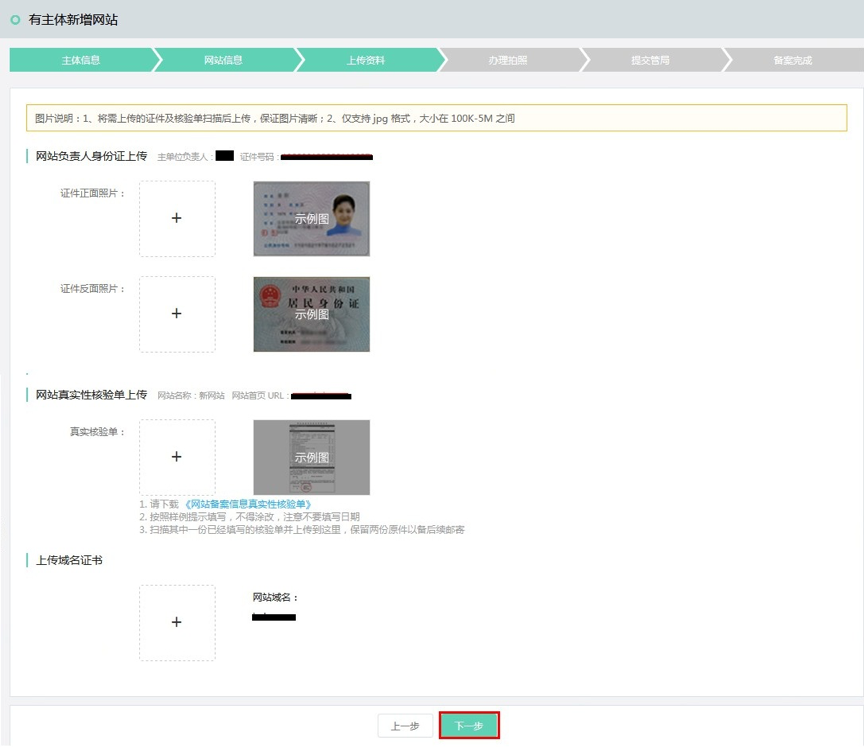 有主体新增网站
主体信息 网站信息 上传资料 办理拍照 提交管局 备案完成
图片说明：1、将需上传的证件及核验单扫描后上传，保证图片清晰；2、仅支持 jpg 格式，大小在 100K-5M 之间
网站负责人身份证上传 主单位负责人： 证件号码：
证件正面照片：
+
示例图
证件反面照片：
+
中华人民共和国
居民身份证
示例图
网站真实性核验单上传 网站名称：新网站 网站首页 URL：
真实核验单：
+
示例图
1. 请下载 《网站备案信息真实性核验单》
2. 按照样例提示填写，不得涂改，注意不要填写日期
3. 扫描其中一份已经填写的核验单并上传到这里，保留两份原件以备后续邮寄
上传域名证书
+
网站域名：
上一步 下一步